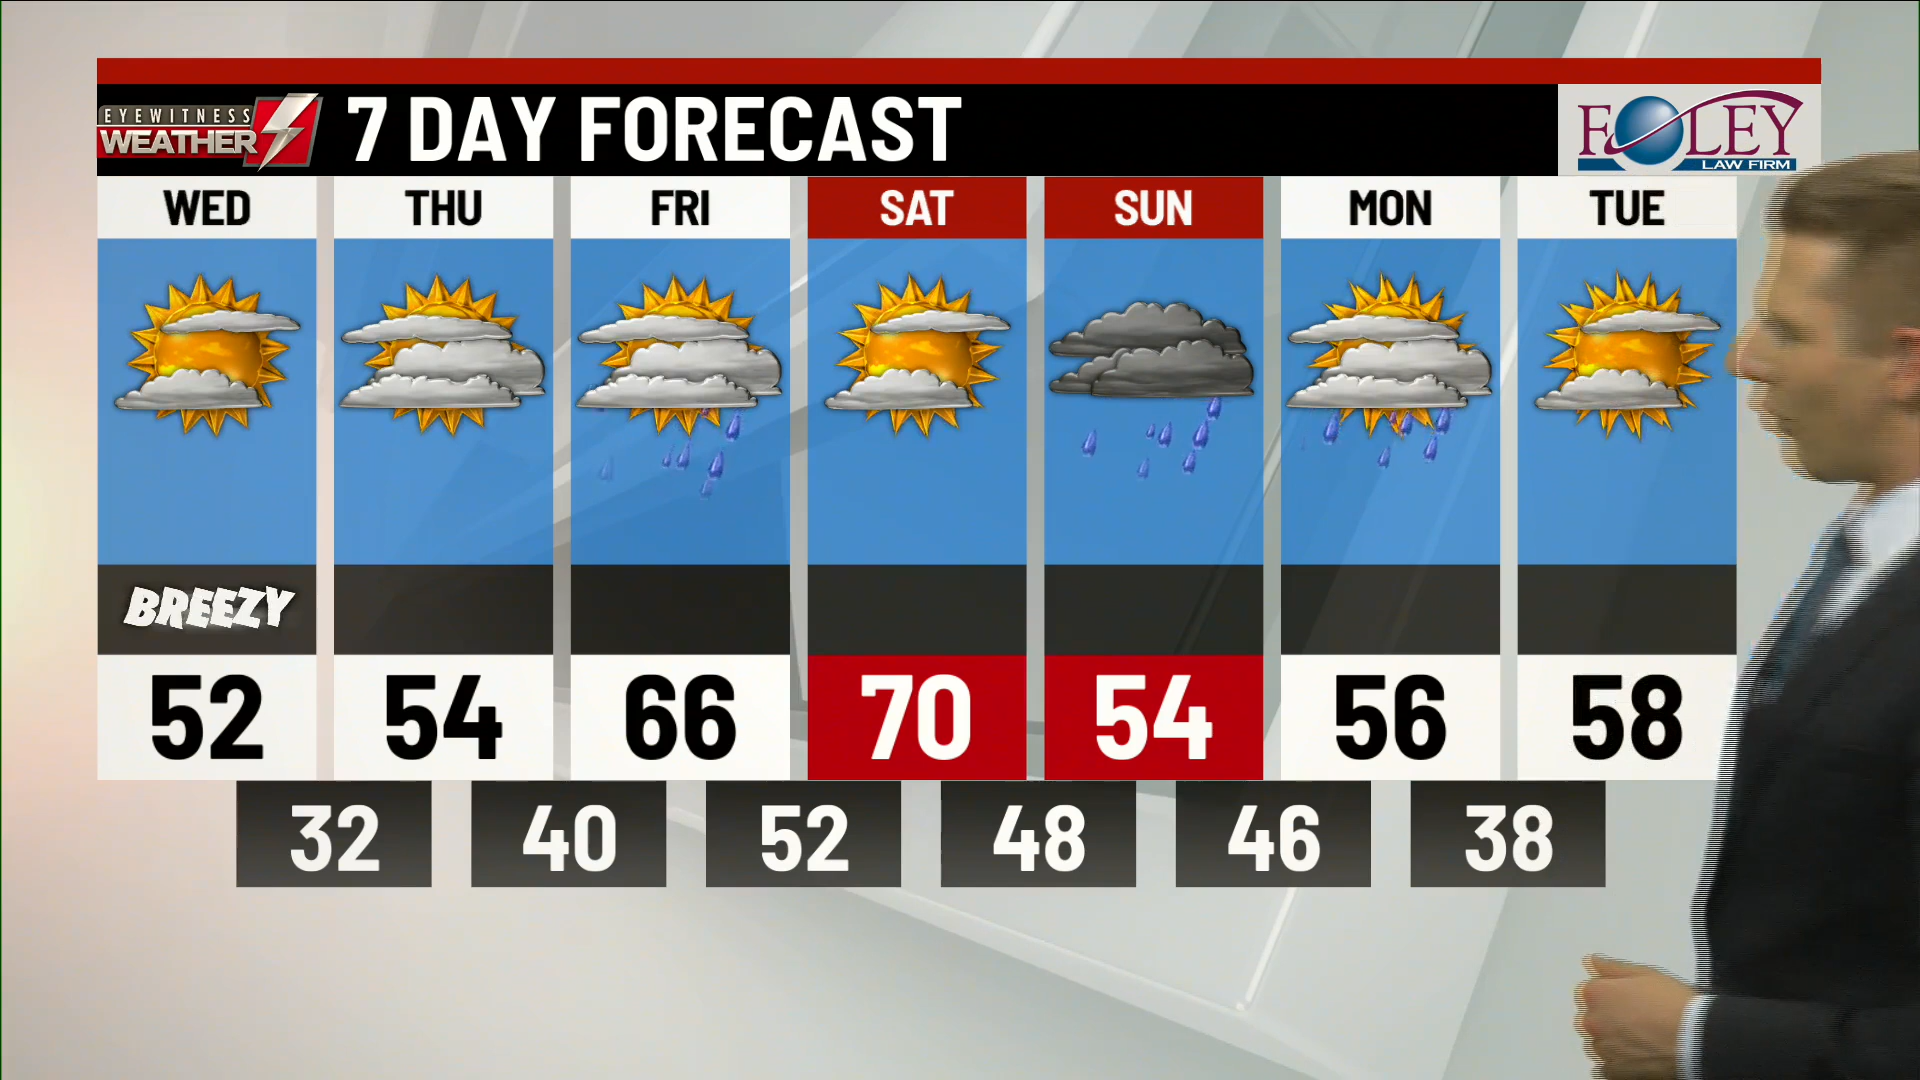 EYEWITNESS
WEATHER
7 DAY FORECAST
FOLEY
LAW FIRM
WED THU FRI SAT SUN MON TUE
BREEZY
52 54 66 70 54 56 58
32 40 52 48 46 38